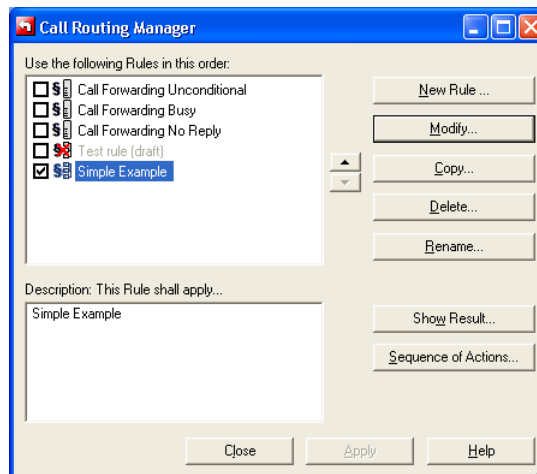 Call Routing Manager
Use the following Rules in this order:
Call Forwarding Unconditional
Call Forwarding Busy
Call Forwarding No Reply
Test rule (draft)
Simple Example
New Rule ...
Modify...
Copy...
Delete...
Rename...
Description: This Rule shall apply...
Simple Example
Show Result...
Sequence of Actions...
Close
Apply
Help